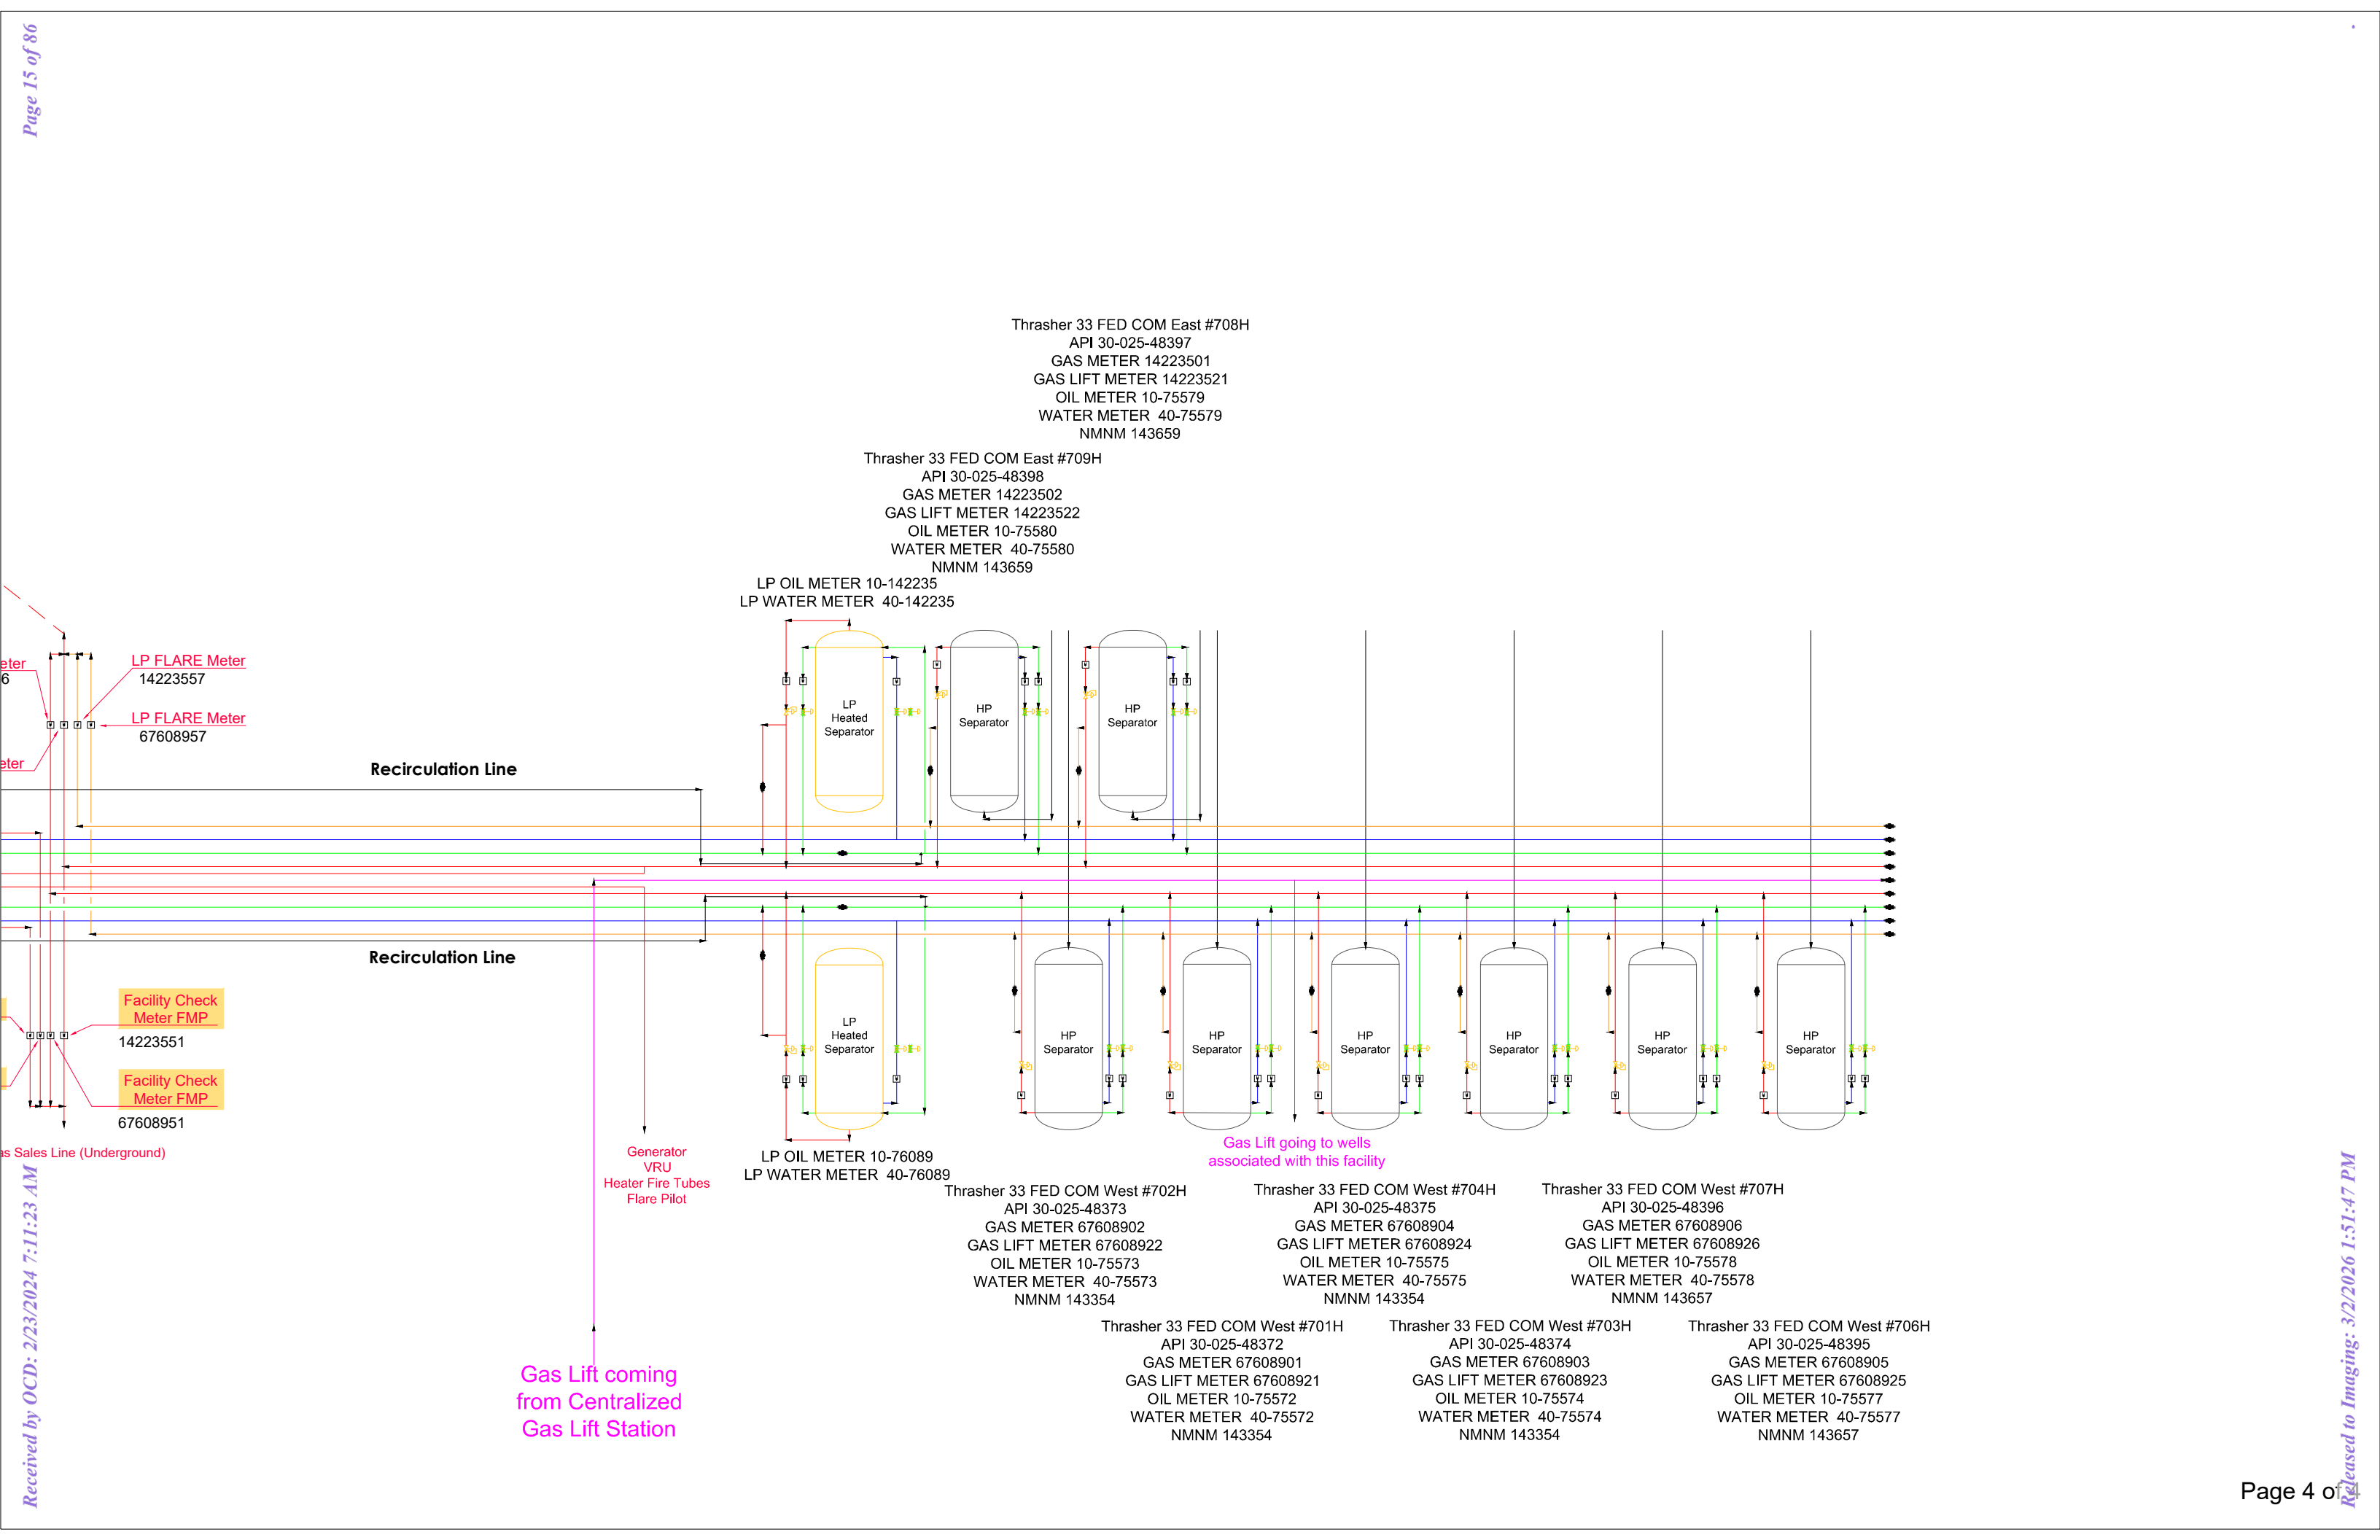 Page 15 of 86
Thrasher 33 FED COM East #708H
API 30-025-48397
GAS METER 14223501
GAS LIFT METER 14223521
OIL METER 10-75579
WATER METER 40-75579
NMNM 143659
Thrasher 33 FED COM East #709H
API 30-025-48398
GAS METER 14223502
GAS LIFT METER 14223522
OIL METER 10-75580
WATER METER 40-75580
NMNM 143659
LP OIL METER 10-142235
LP WATER METER 40-142235
eter
6
LP FLARE Meter
14223557
LP FLARE Meter
67608957
eter
LP
Heated
Separator
HP
Separator
HP
Separator
Recirculation Line
Recirculation Line
Facility Check
Meter FMP
14223551
Facility Check
Meter FMP
67608951
as Sales Line (Underground)
LP
Heated
Separator
HP
Separator
HP
Separator
HP
Separator
HP
Separator
HP
Separator
HP
Separator
Generator
VRU
Heater Fire Tubes
Flare Pilot
LP OIL METER 10-76089
LP WATER METER 40-76089
Gas Lift going to wells
associated with this facility
Thrasher 33 FED COM West #702H
API 30-025-48373
GAS METER 67608902
GAS LIFT METER 67608922
OIL METER 10-75573
WATER METER 40-75573
NMNM 143354
Thrasher 33 FED COM West #704H
API 30-025-48375
GAS METER 67608904
GAS LIFT METER 67608924
OIL METER 10-75575
WATER METER 40-75575
NMNM 143354
Thrasher 33 FED COM West #707H
API 30-025-48396
GAS METER 67608906
GAS LIFT METER 67608926
OIL METER 10-75578
WATER METER 40-75578
NMNM 143657
Thrasher 33 FED COM West #701H
API 30-025-48372
GAS METER 67608901
GAS LIFT METER 67608921
OIL METER 10-75572
WATER METER 40-75572
NMNM 143354
Thrasher 33 FED COM West #703H
API 30-025-48374
GAS METER 67608903
GAS LIFT METER 67608923
OIL METER 10-75574
WATER METER 40-75574
NMNM 143354
Thrasher 33 FED COM West #706H
API 30-025-48395
GAS METER 67608905
GAS LIFT METER 67608925
OIL METER 10-75577
WATER METER 40-75577
NMNM 143657
Gas Lift coming
from Centralized
Gas Lift Station
Received by OCD: 2/23/2024 7:11:23 AM
Released to Imaging: 3/2/2026 1:51:47 PM
Page 4 of 4